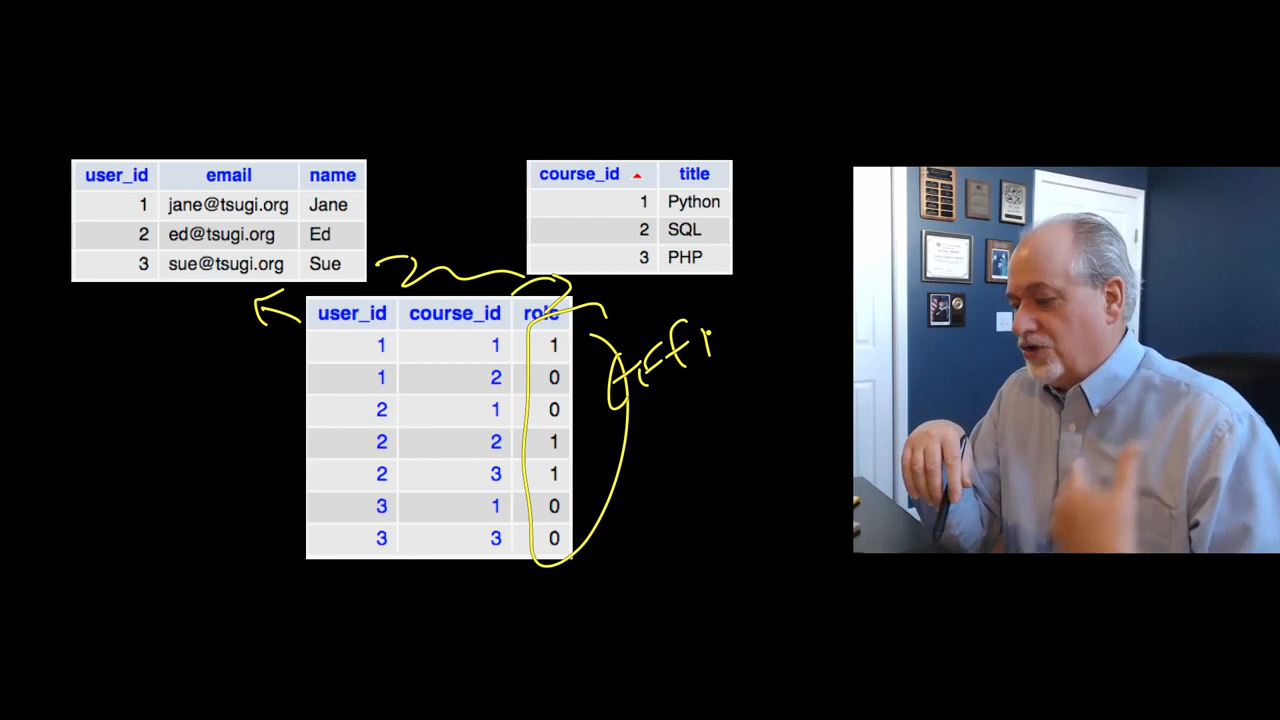 user_id email name
1 jane@tsugi.org Jane
2 ed@tsugi.org Ed
3 sue@tsugi.org Sue
course_id title
1 Python
2 SQL
3 PHP
user_id course_id role
1 1 1
1 2 0
2 1 0
2 2 1
2 3 1
3 1 0
3 3 0